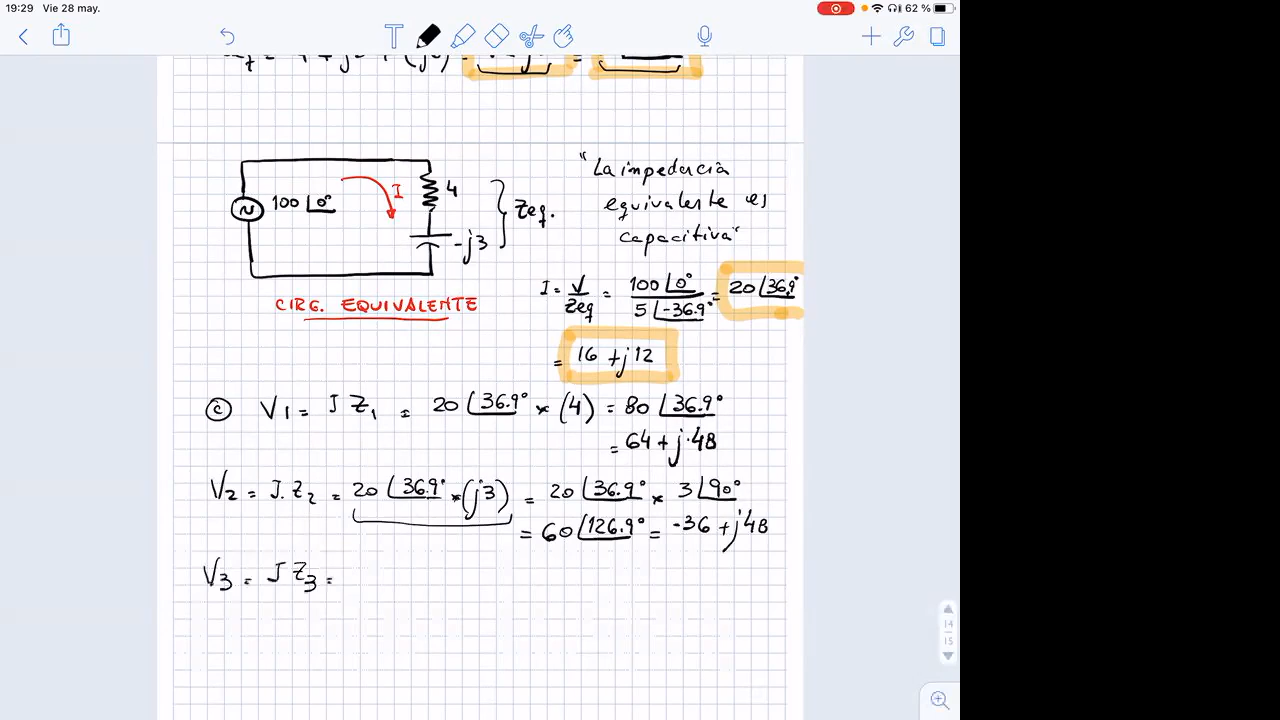 19:29 Vie 28 may. 62 %
100 ∠0°
I
4
-j3
Zeq.
"La impedancia
equivalente es
capacitiva"
CIRC. EQUIVALENTE
I = V/Zeq = 100 ∠0° / 5 ∠-36.9° = 20 ∠36.9°
= 16 + j12
c V1 = I Z1 = 20 ∠36.9° * (4) = 80 ∠36.9°
= 64 + j·48
V2 = I. Z2 = 20 ∠36.9° * (j3) = 20 ∠36.9° * 3 ∠90°
= 60 ∠126.9° = -36 + j48
V3 = I Z3 =
14
15